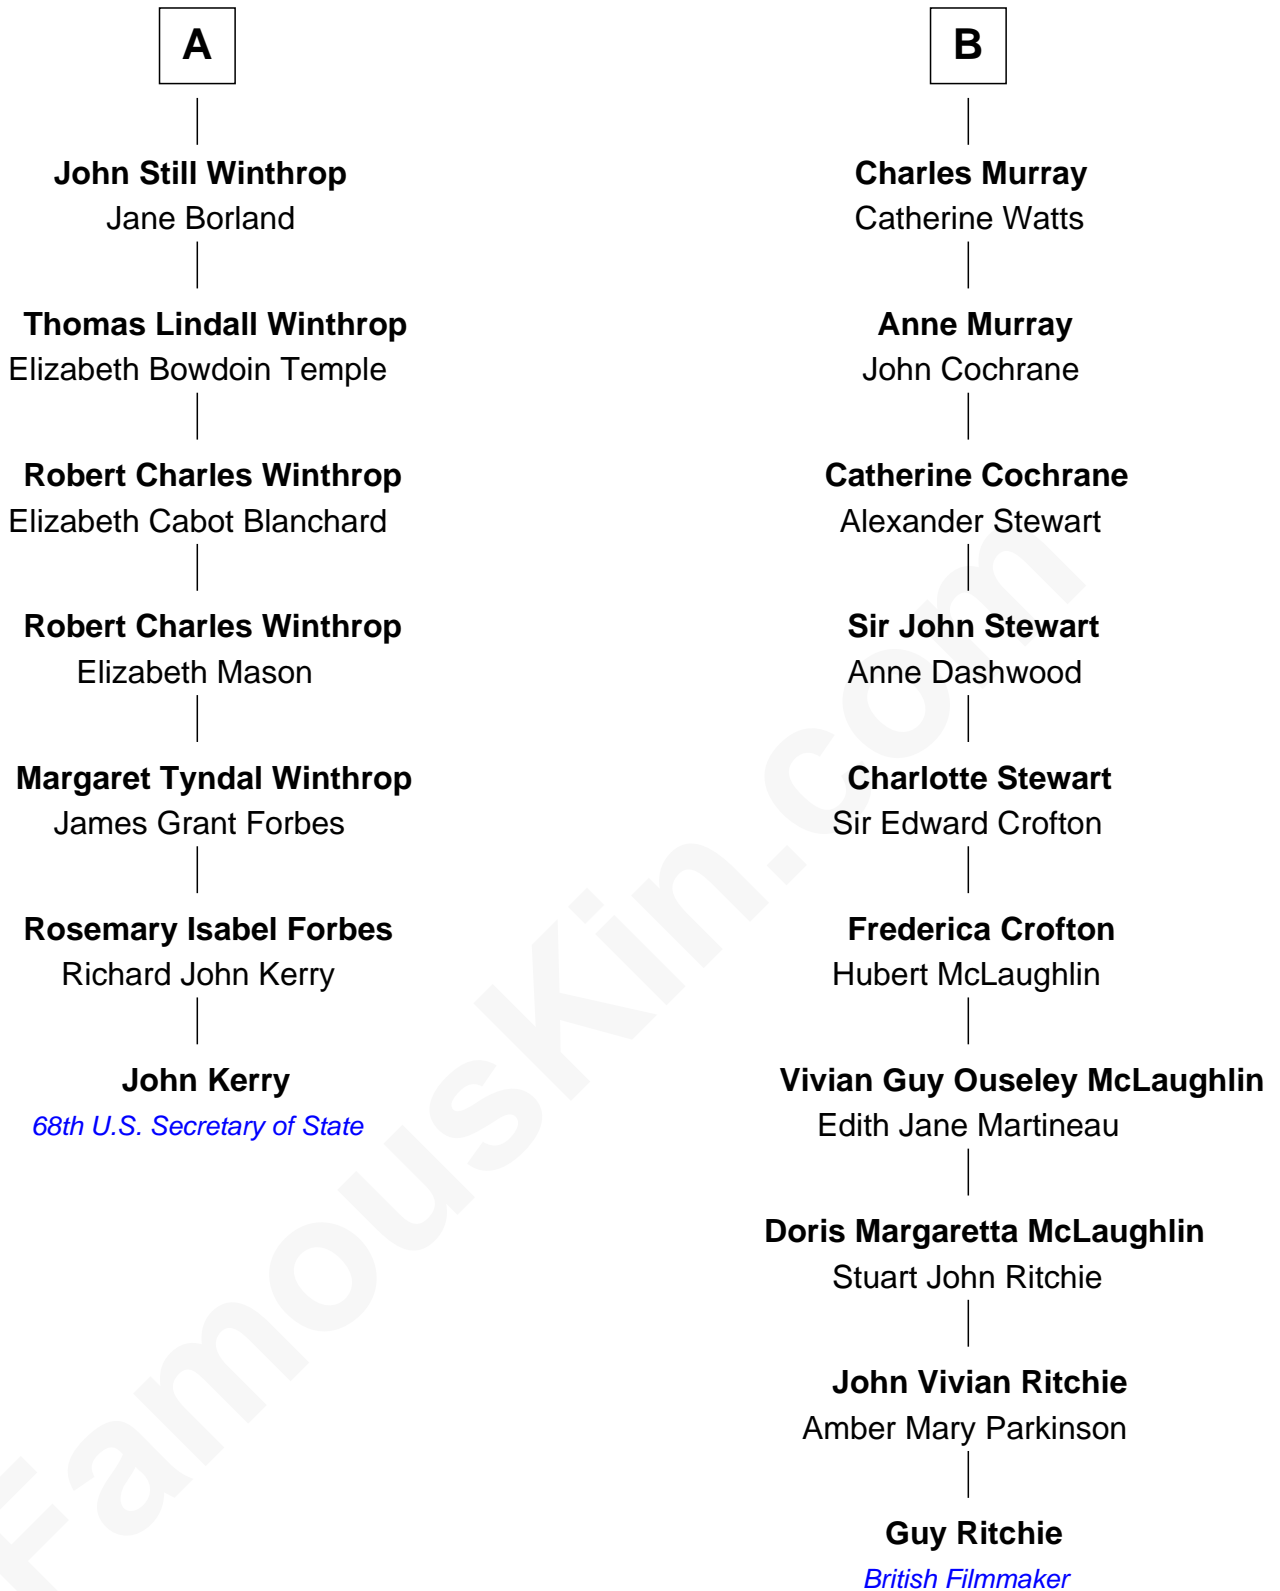 A
John Still Winthrop
Jane Borland
Thomas Lindall Winthrop
Elizabeth Bowdoin Temple
Robert Charles Winthrop
Elizabeth Cabot Blanchard
Robert Charles Winthrop
Elizabeth Mason
Margaret Tyndal Winthrop
James Grant Forbes
Rosemary Isabel Forbes
Richard John Kerry
John Kerry
68th U.S. Secretary of State
B
Charles Murray
Catherine Watts
Anne Murray
John Cochrane
Catherine Cochrane
Alexander Stewart
Sir John Stewart
Anne Dashwood
Charlotte Stewart
Sir Edward Crofton
Frederica Crofton
Hubert McLaughlin
Vivian Guy Ouseley McLaughlin
Edith Jane Martineau
Doris Margaretta McLaughlin
Stuart John Ritchie
John Vivian Ritchie
Amber Mary Parkinson
Guy Ritchie
British Filmmaker
FamousKin.com